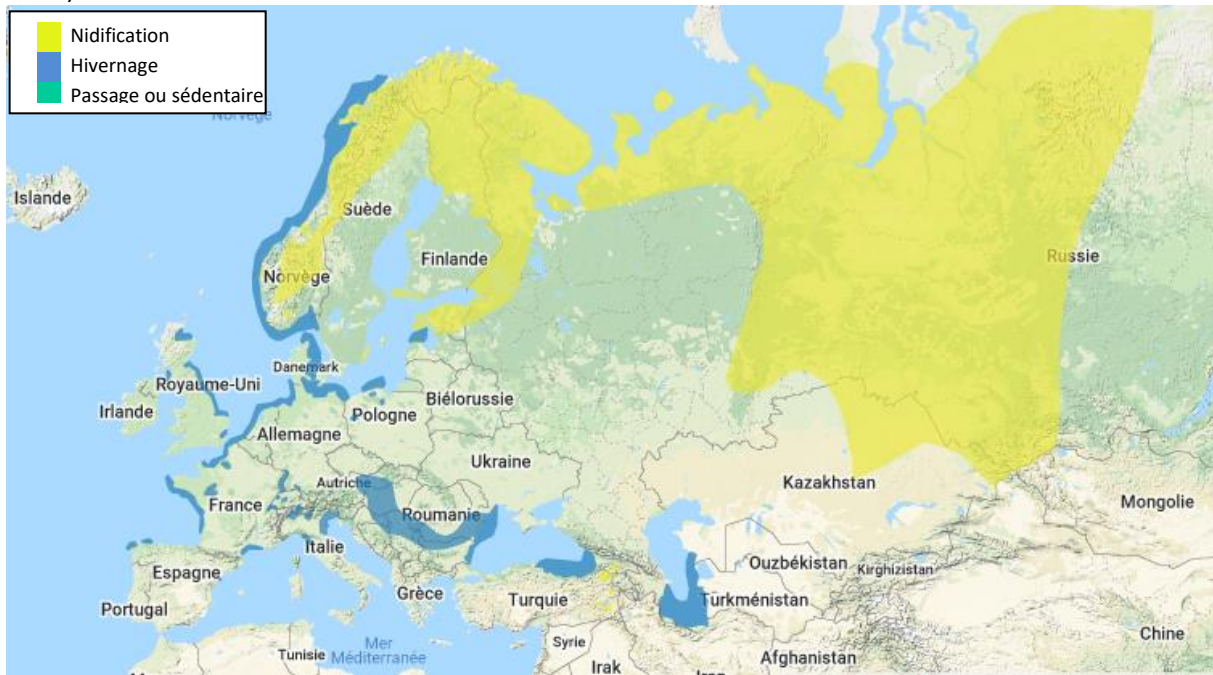 Nidification
Hivernage
Passage ou sédentaire
Norvège
Islande
Suède
Finlande
Norvège
Russie
Danemark
Royaume-Uni
Irlande
Biélorussie
Pologne
Allemagne
Ukraine
Kazakhstan
Autriche
Mongolie
France
Roumanie
Italie
Ouzbékistan
Kirghizistan
Espagne
Grèce
Turquie
Turkménistan
Portugal
Chine
Mer
Méditerranée
Syrie
Tunisie
Afghanistan
Irak